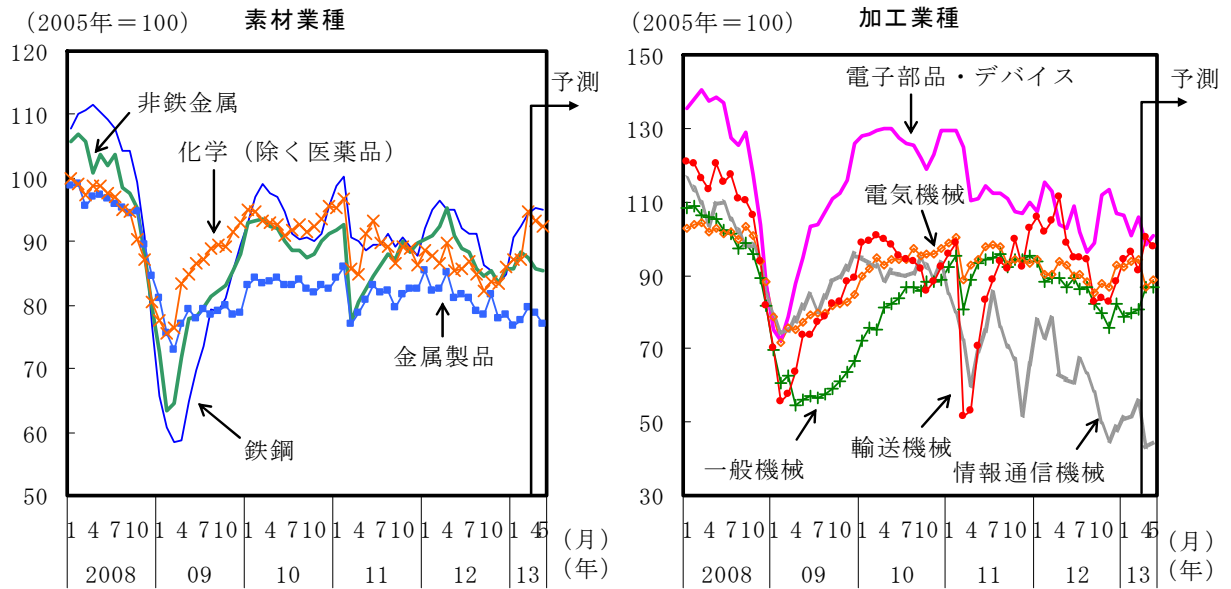 (2005年=100) 素材業種
120
110
100
90
80
70
60
50
予測
非鉄金属
化学(除く医薬品)
金属製品
鉄鋼
1 4 7 10 1 4 7 10 1 4 7 10 1 4 7 10 1 4 7 10 1 4 5 (月)
2008 09 10 11 12 13 (年)
(2005年=100) 加工業種
150
130
110
90
70
50
30
電子部品・デバイス
予測
電気機械
輸送機械
一般機械
情報通信機械
1 4 7 10 1 4 7 10 1 4 7 10 1 4 7 10 1 4 7 10 1 4 5 (月)
2008 09 10 11 12 13 (年)